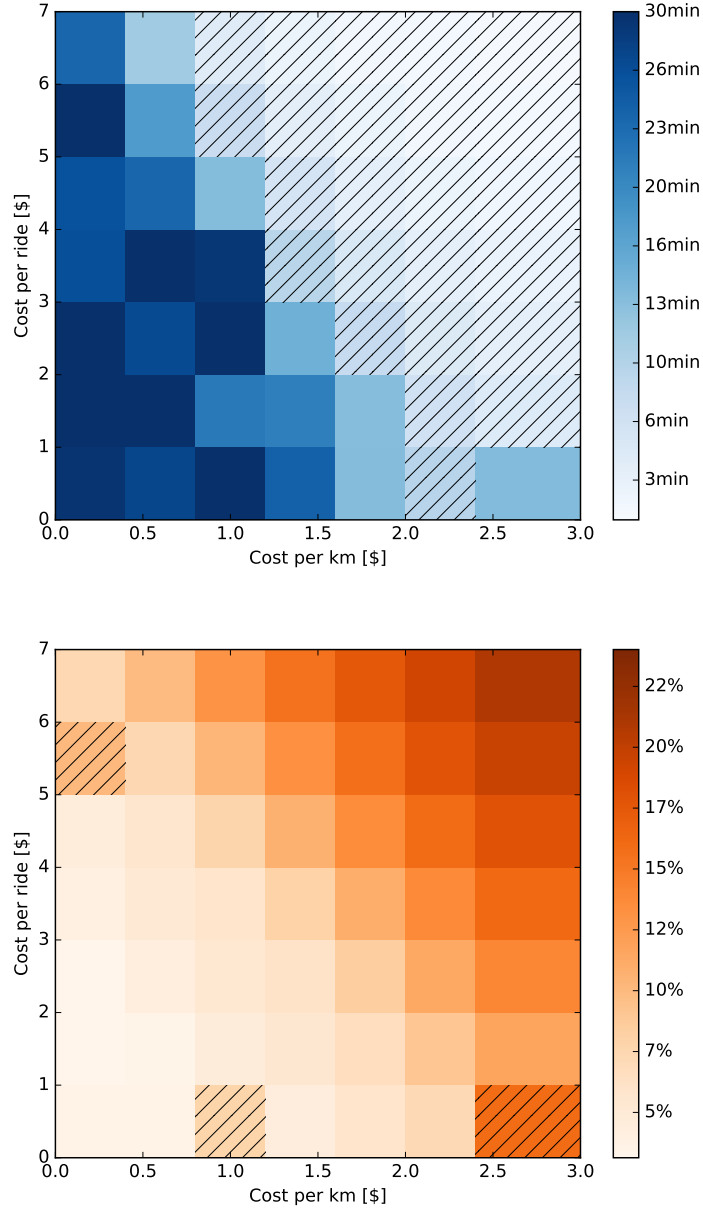 7
6
5
4
3
2
1
0
Cost per ride [$]
0.0 0.5 1.0 1.5 2.0 2.5 3.0
Cost per km [$]
30min
26min
23min
20min
16min
13min
10min
6min
3min
7
6
5
4
3
2
1
0
Cost per ride [$]
0.0 0.5 1.0 1.5 2.0 2.5 3.0
Cost per km [$]
22%
20%
17%
15%
12%
10%
7%
5%